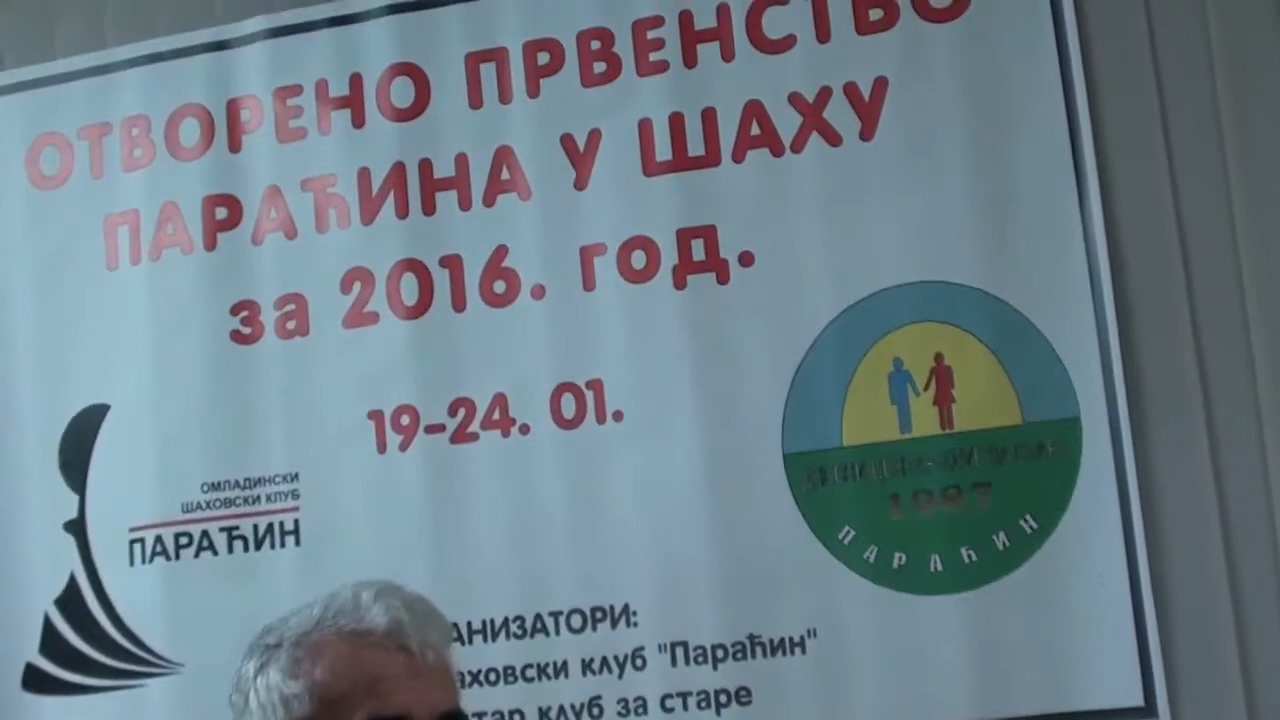 ОТВОРЕНО ПРВЕНСТВО
ПАРАЋИНА У ШАХУ
за 2016. год.
19-24. 01.
ОМЛАДИНСКИ
ШАХОВСКИ КЛУБ
ПАРАЋИН
1987
ПАРАЋИН
АНИЗАТОРИ:
аховски клуб "Параћин"
тар клуб за старе